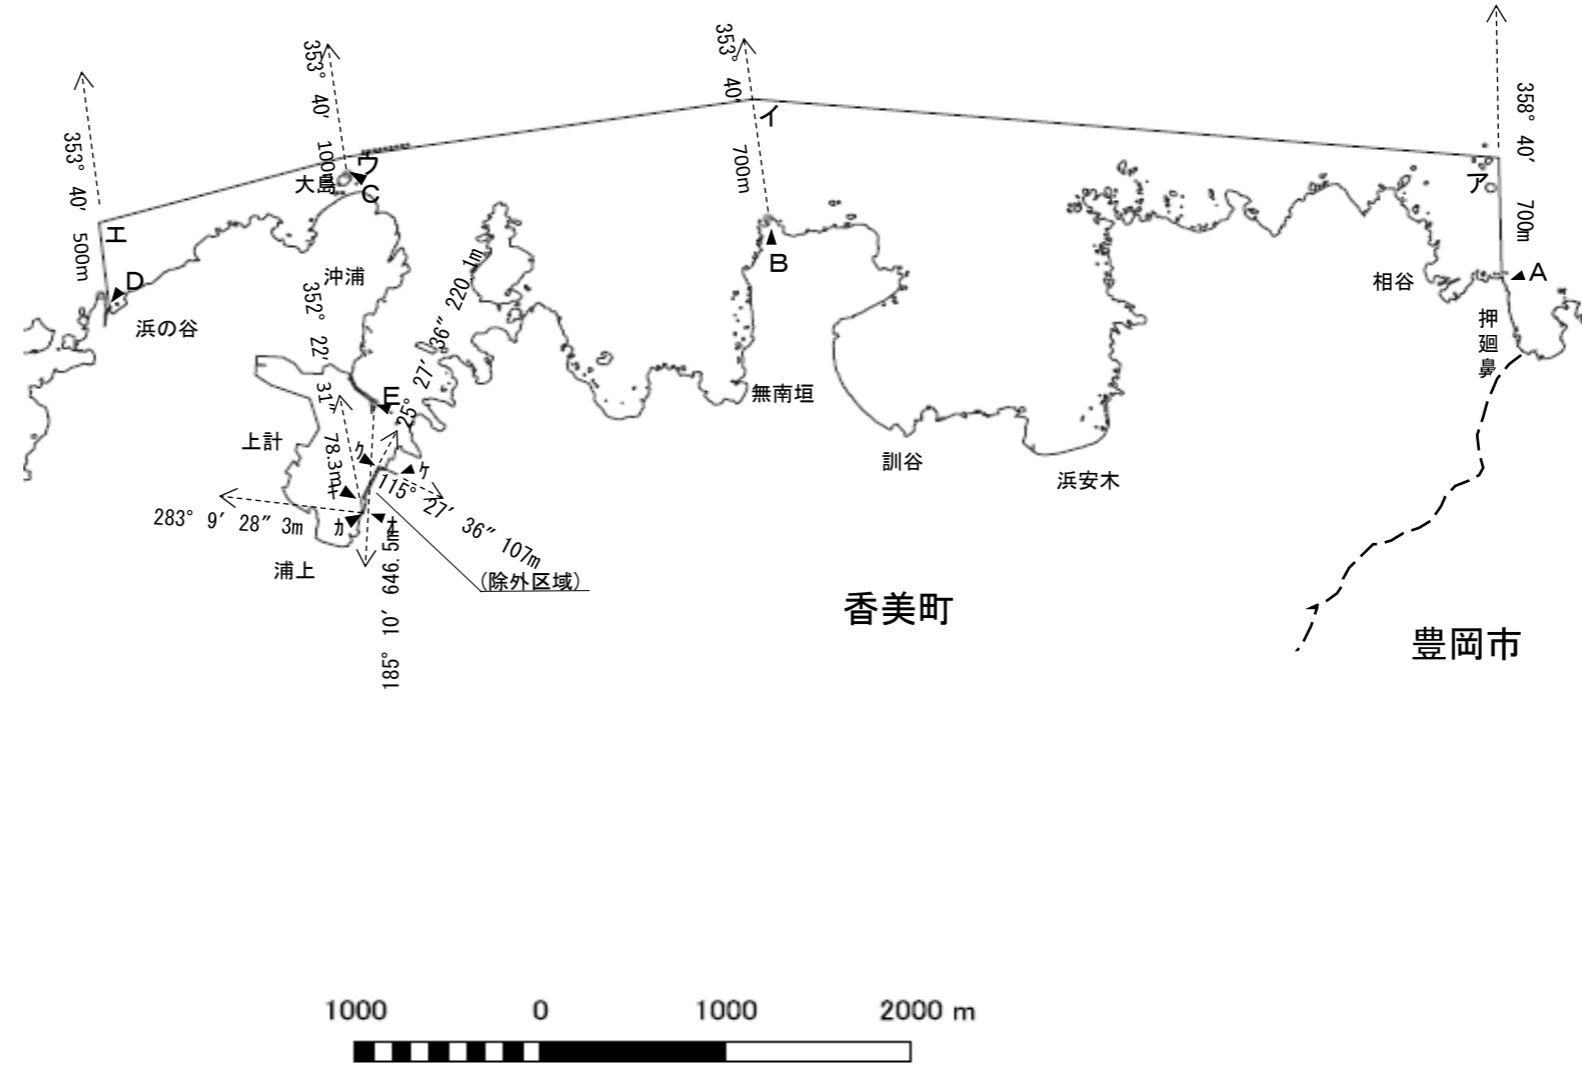 353° 40′
353° 40′ 100m
353° 40′ 500m
358° 40′ 700m
700m
イ
ウ
大島
C
ア
エ
D
B
A
相谷
沖浦
浜の谷
押廻鼻
352° 22′ 31″ 78.3m
25° 27′ 36″ 220.1m
E
無南垣
上計
訓谷
浜安木
ｸ
ｹ
ｷ
115° 27′ 36″ 107m
283° 9′ 28″ 3m
ｶ
ｵ
185° 10′ 646.5m
浦上
(除外区域)
香美町
豊岡市
1000 0 1000 2000 m